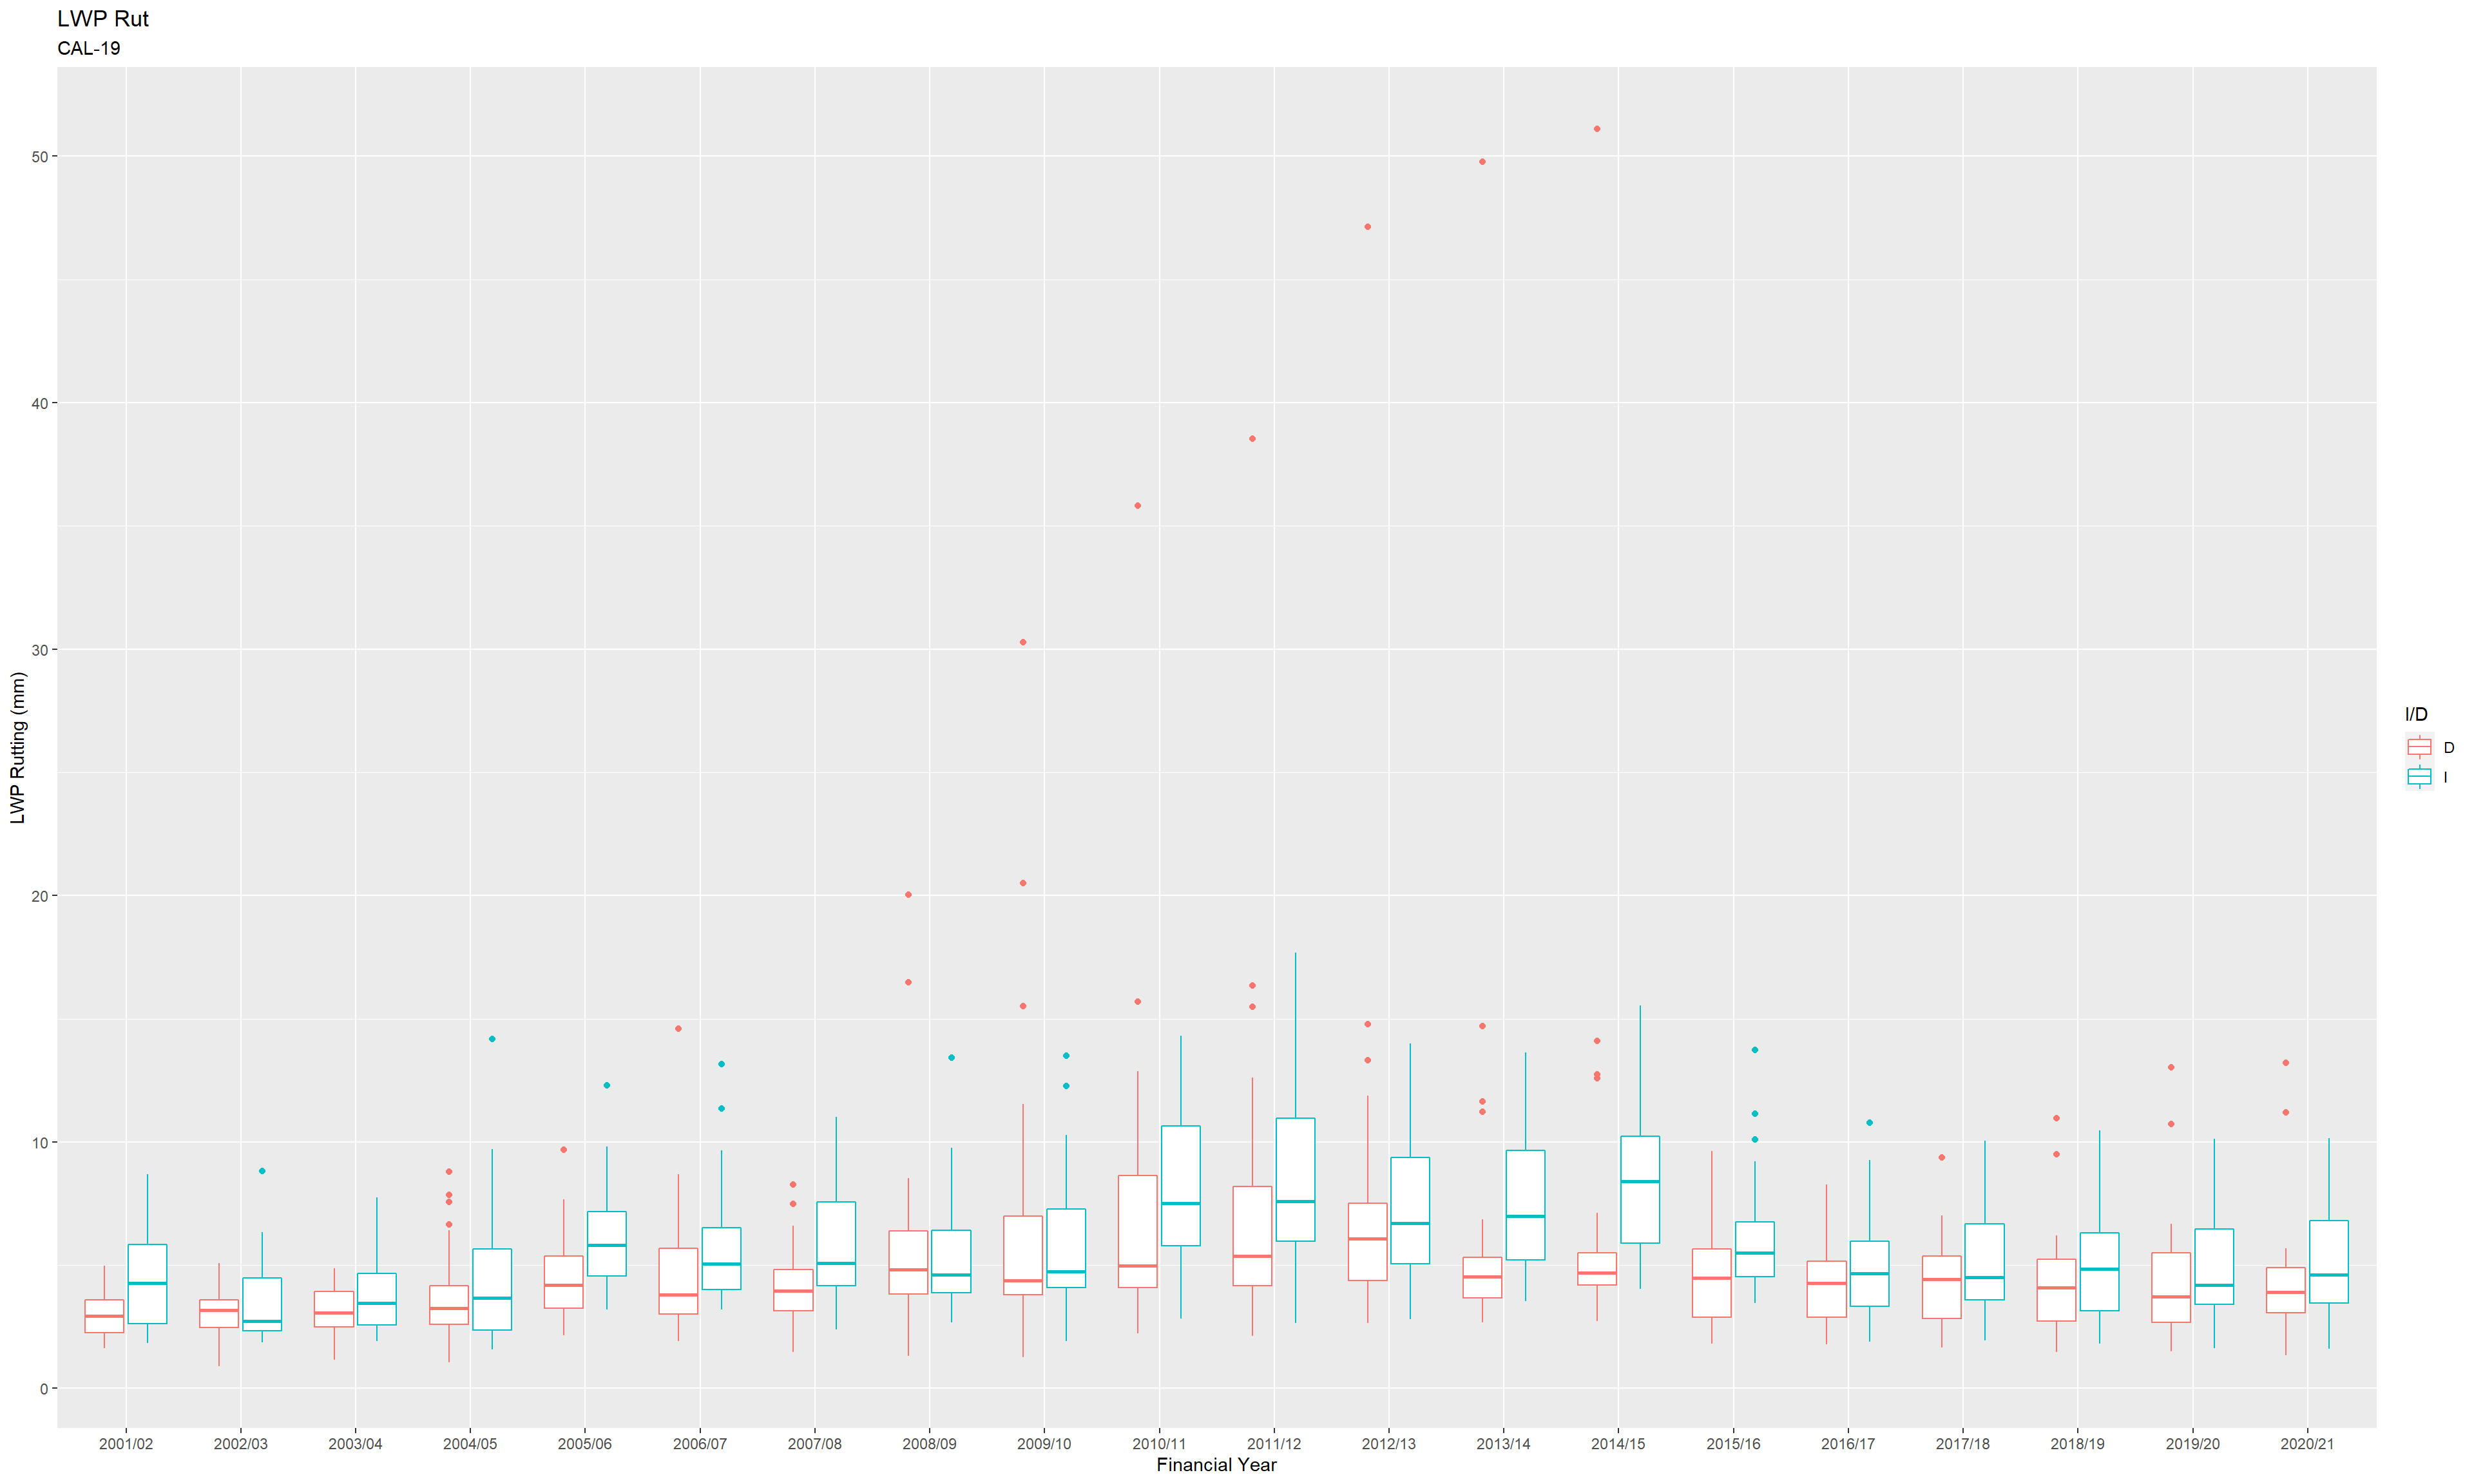 LWP Rut
CAL-19
LWP Rutting (mm)
50
40
30
20
10
0
2001/02 2002/03 2003/04 2004/05 2005/06 2006/07 2007/08 2008/09 2009/10 2010/11 2011/12 2012/13 2013/14 2014/15 2015/16 2016/17 2017/18 2018/19 2019/20 2020/21
Financial Year
I/D
D
I